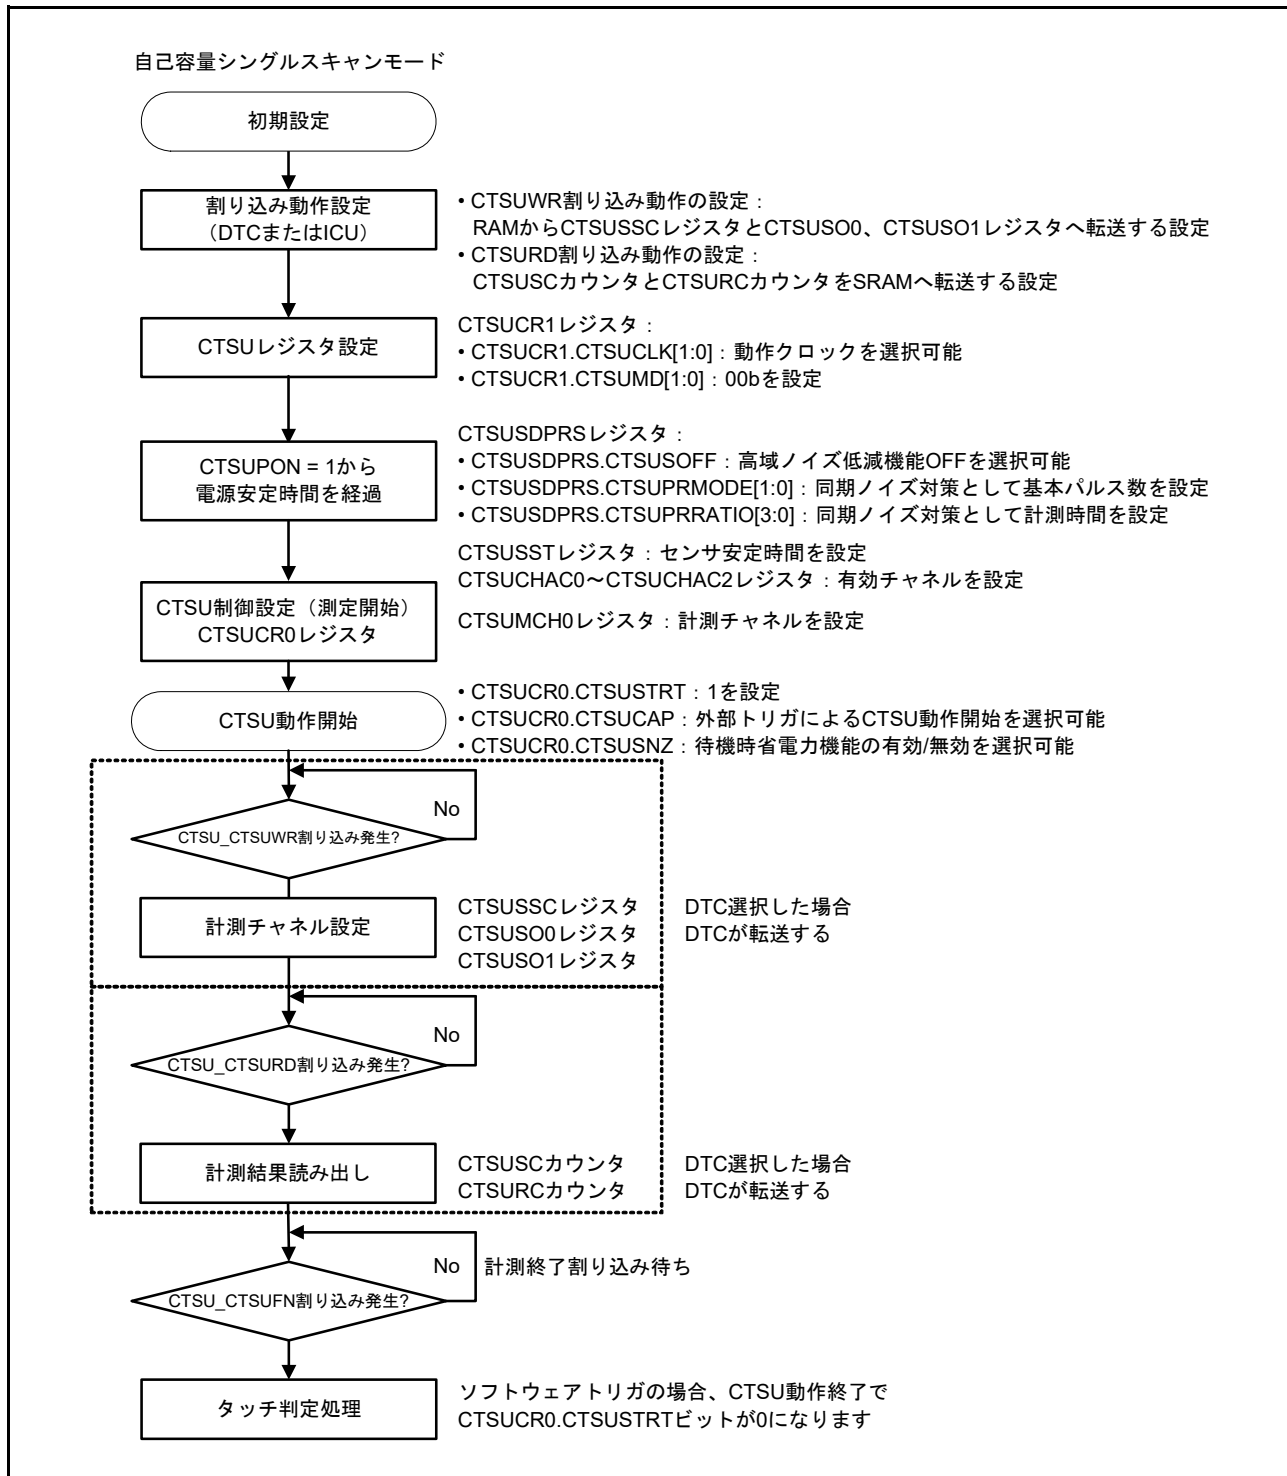 自己容量シングルスキャンモード
初期設定
割り込み動作設定
（DTCまたはICU）
• CTSUWR割り込み動作の設定：
RAMからCTSUSSCレジスタとCTSUSO0、CTSUSO1レジスタへ転送する設定
• CTSURD割り込み動作の設定：
CTSUSCカウンタとCTSURCカウンタをSRAMへ転送する設定
CTSUレジスタ設定
CTSUCR1レジスタ：
• CTSUCR1.CTSUCLK[1:0]：動作クロックを選択可能
• CTSUCR1.CTSUMD[1:0]：00bを設定
CTSUPON = 1から
電源安定時間を経過
CTSUSDPRSレジスタ：
• CTSUSDPRS.CTSUSOFF：高域ノイズ低減機能OFFを選択可能
• CTSUSDPRS.CTSUPRMODE[1:0]：同期ノイズ対策として基本パルス数を設定
• CTSUSDPRS.CTSUPRRATIO[3:0]：同期ノイズ対策として計測時間を設定
CTSUSSTレジスタ：センサ安定時間を設定
CTSUCHAC0～CTSUCHAC2レジスタ：有効チャネルを設定
CTSU制御設定（測定開始）
CTSUCR0レジスタ
CTSUMCH0レジスタ：計測チャネルを設定
CTSU動作開始
• CTSUCR0.CTSUSTRT：1を設定
• CTSUCR0.CTSUCAP：外部トリガによるCTSU動作開始を選択可能
• CTSUCR0.CTSUSNZ：待機時省電力機能の有効/無効を選択可能
No
CTSU_CTSUWR割り込み発生?
計測チャネル設定
CTSUSSCレジスタ
CTSUSO0レジスタ
CTSUSO1レジスタ
DTC選択した場合
DTCが転送する
No
CTSU_CTSURD割り込み発生?
計測結果読み出し
CTSUSCカウンタ
CTSURCカウンタ
DTC選択した場合
DTCが転送する
No
計測終了割り込み待ち
CTSU_CTSUFN割り込み発生?
タッチ判定処理
ソフトウェアトリガの場合、CTSU動作終了で
CTSUCR0.CTSUSTRTビットが0になります